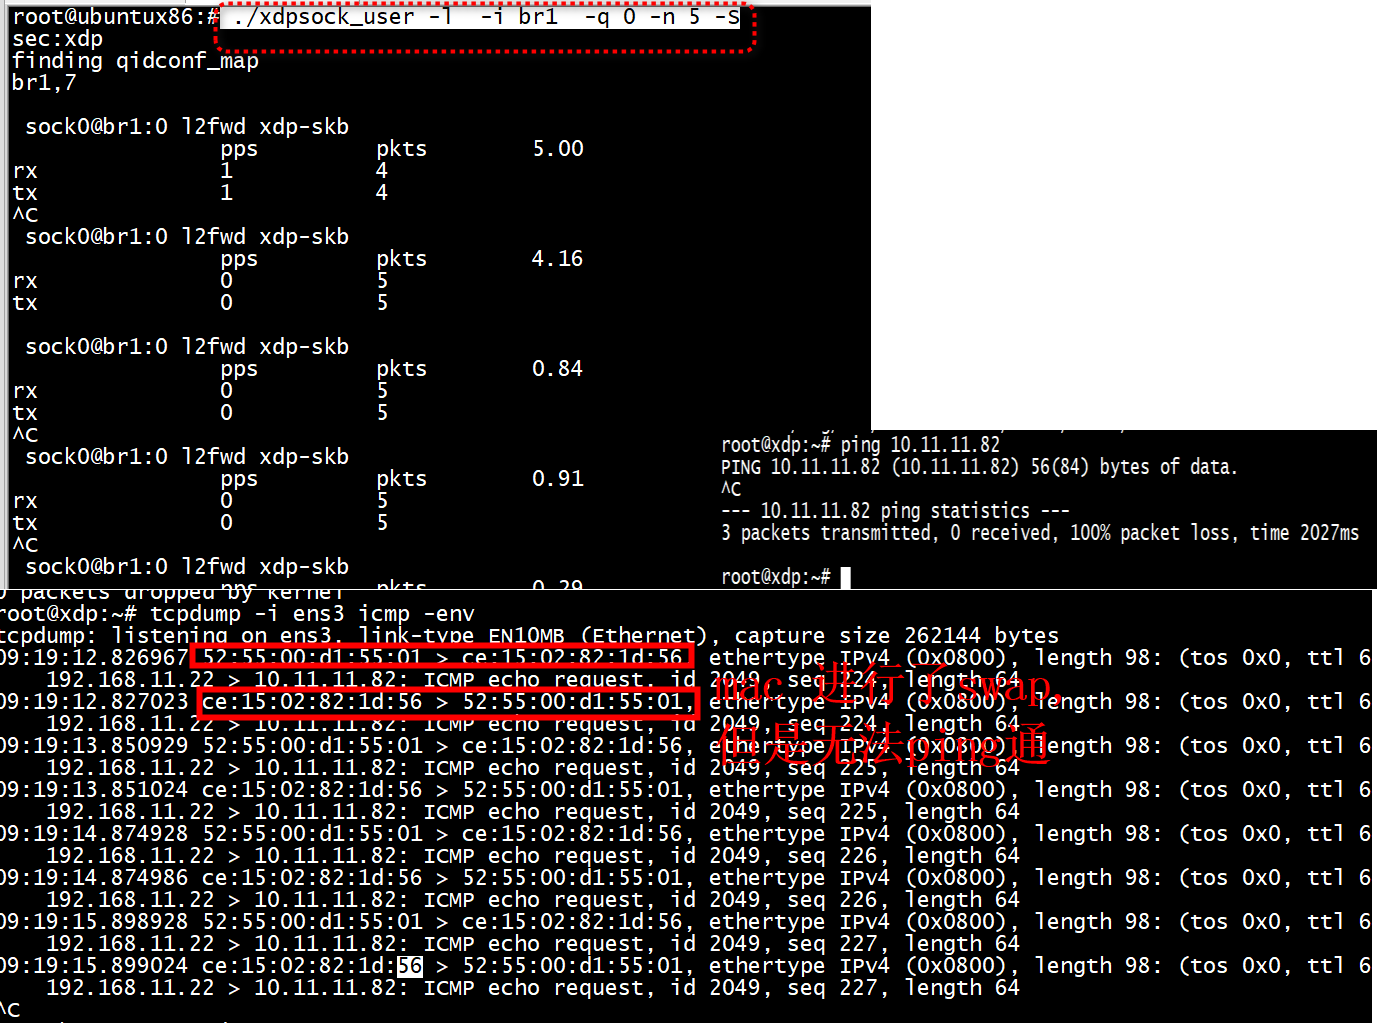 root@ubuntux86:# ./xdpsock_user -l -i br1 -q 0 -n 5 -S
sec:xdp
finding qidconf_map
br1,7
sock0@br1:0 l2fwd xdp-skb
pps pkts 5.00
rx 1 4
tx 1 4
^C
sock0@br1:0 l2fwd xdp-skb
pps pkts 4.16
rx 0 5
tx 0 5
sock0@br1:0 l2fwd xdp-skb
pps pkts 0.84
rx 0 5
tx 0 5
^C
sock0@br1:0 l2fwd xdp-skb
pps pkts 0.91
rx 0 5
tx 0 5
^C
sock0@br1:0 l2fwd xdp-skb
pps pkts 0.29
root@xdp:~# ping 10.11.11.82
PING 10.11.11.82 (10.11.11.82) 56(84) bytes of data.
^C
--- 10.11.11.82 ping statistics ---
3 packets transmitted, 0 received, 100% packet loss, time 2027ms
root@xdp:~#
0 packets dropped by kernel
root@xdp:~# tcpdump -i ens3 icmp -env
tcpdump: listening on ens3, link-type EN10MB (Ethernet), capture size 262144 bytes
09:19:12.826967 52:55:00:d1:55:01 > ce:15:02:82:1d:56, ethertype IPv4 (0x0800), length 98: (tos 0x0, ttl 6
192.168.11.22 > 10.11.11.82: ICMP echo request, id 2049, seq 224, length 64
09:19:12.827023 ce:15:02:82:1d:56 > 52:55:00:d1:55:01, ethertype IPv4 (0x0800), length 98: (tos 0x0, ttl 6
192.168.11.22 > 10.11.11.82: ICMP echo request, id 2049, seq 224, length 64
09:19:13.850929 52:55:00:d1:55:01 > ce:15:02:82:1d:56, ethertype IPv4 (0x0800), length 98: (tos 0x0, ttl 6
192.168.11.22 > 10.11.11.82: ICMP echo request, id 2049, seq 225, length 64
09:19:13.851024 ce:15:02:82:1d:56 > 52:55:00:d1:55:01, ethertype IPv4 (0x0800), length 98: (tos 0x0, ttl 6
192.168.11.22 > 10.11.11.82: ICMP echo request, id 2049, seq 225, length 64
09:19:14.874928 52:55:00:d1:55:01 > ce:15:02:82:1d:56, ethertype IPv4 (0x0800), length 98: (tos 0x0, ttl 6
192.168.11.22 > 10.11.11.82: ICMP echo request, id 2049, seq 226, length 64
09:19:14.874986 ce:15:02:82:1d:56 > 52:55:00:d1:55:01, ethertype IPv4 (0x0800), length 98: (tos 0x0, ttl 6
192.168.11.22 > 10.11.11.82: ICMP echo request, id 2049, seq 226, length 64
09:19:15.898928 52:55:00:d1:55:01 > ce:15:02:82:1d:56, ethertype IPv4 (0x0800), length 98: (tos 0x0, ttl 6
192.168.11.22 > 10.11.11.82: ICMP echo request, id 2049, seq 227, length 64
09:19:15.899024 ce:15:02:82:1d:56 > 52:55:00:d1:55:01, ethertype IPv4 (0x0800), length 98: (tos 0x0, ttl 6
192.168.11.22 > 10.11.11.82: ICMP echo request, id 2049, seq 227, length 64
^C
mac 进行了swap,
但是无法ping通